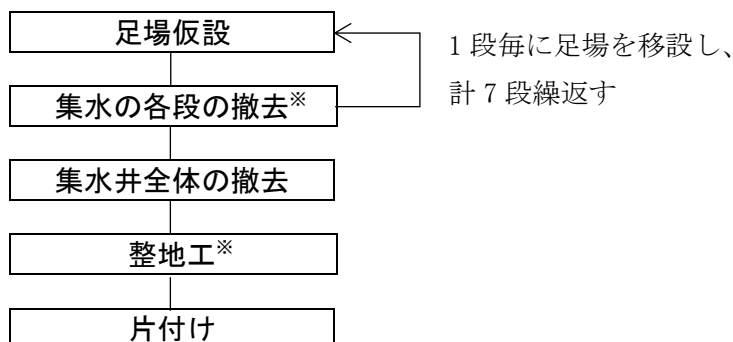 足場仮設
1 段毎に足場を移設し、
計 7 段繰返す
集水の各段の撤去※
集水井全体の撤去
整地工※
片付け